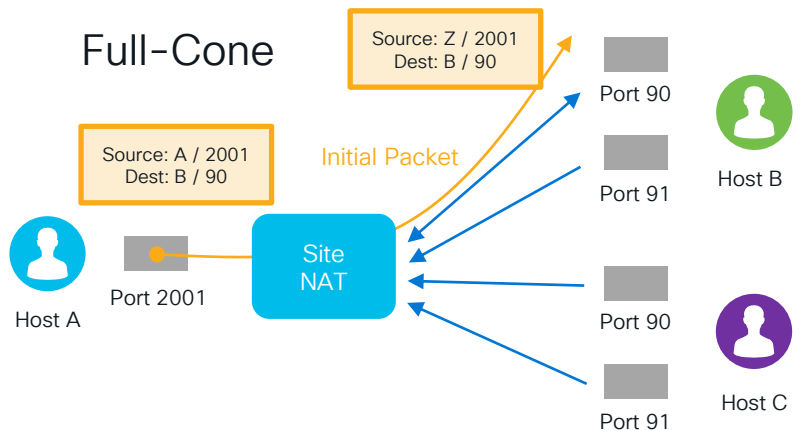 Full-Cone
Source: Z / 2001
Dest: B / 90
Port 90
Source: A / 2001
Dest: B / 90
Initial Packet
Port 91
Host B
Site
NAT
Port 2001
Host A
Port 90
Host C
Port 91